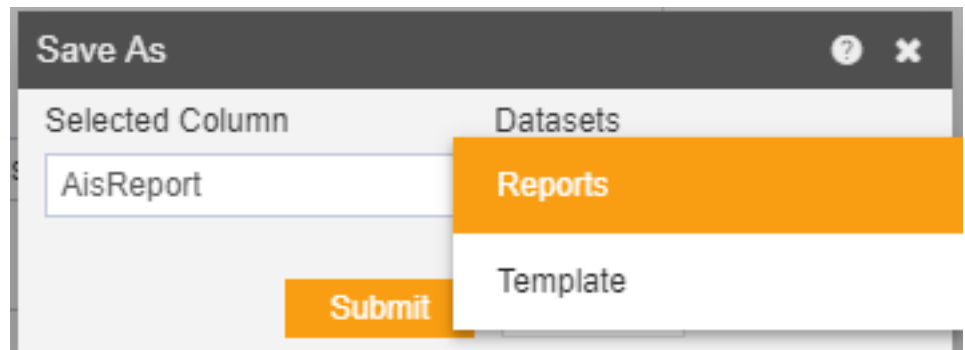 Save As
Selected Column
Datasets
AisReport
Reports
Template
Submit